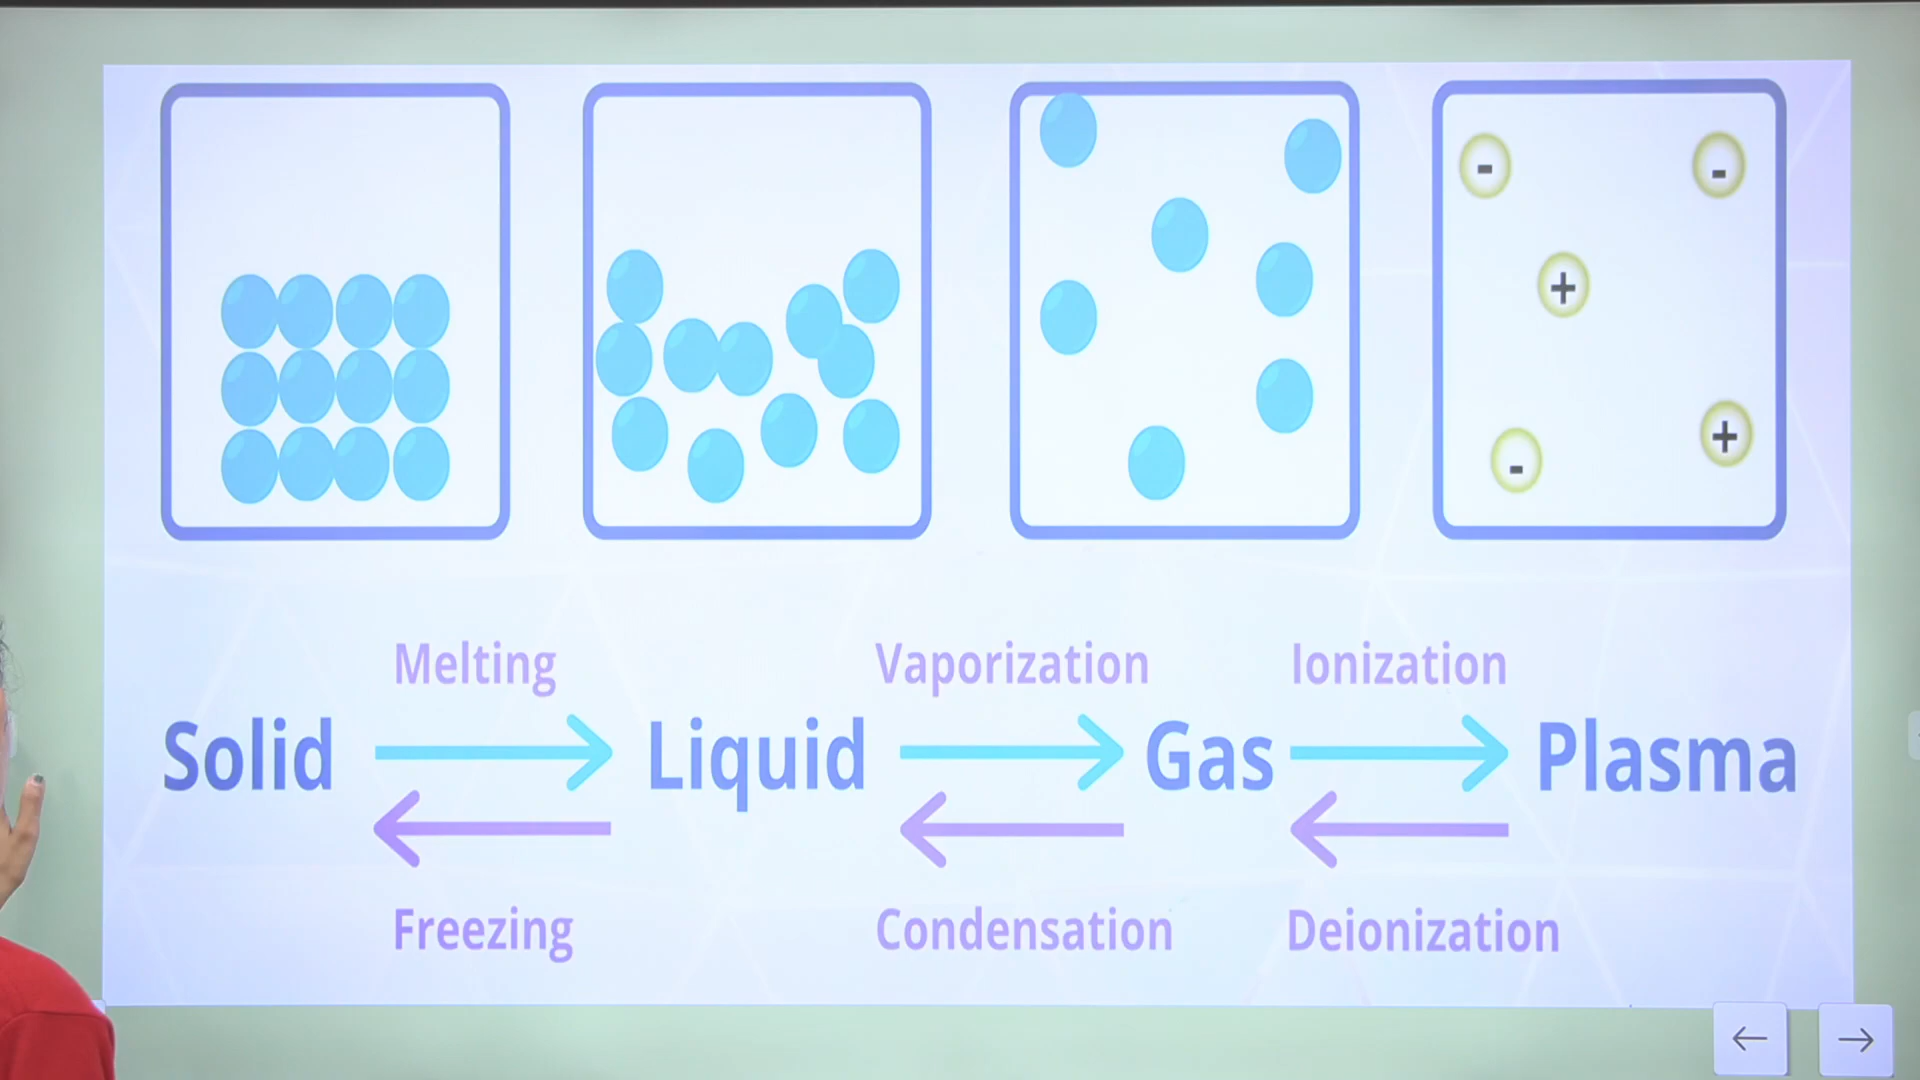 - -
+
- +
Melting Vaporization Ionization
Solid Liquid Gas Plasma
Freezing Condensation Deionization